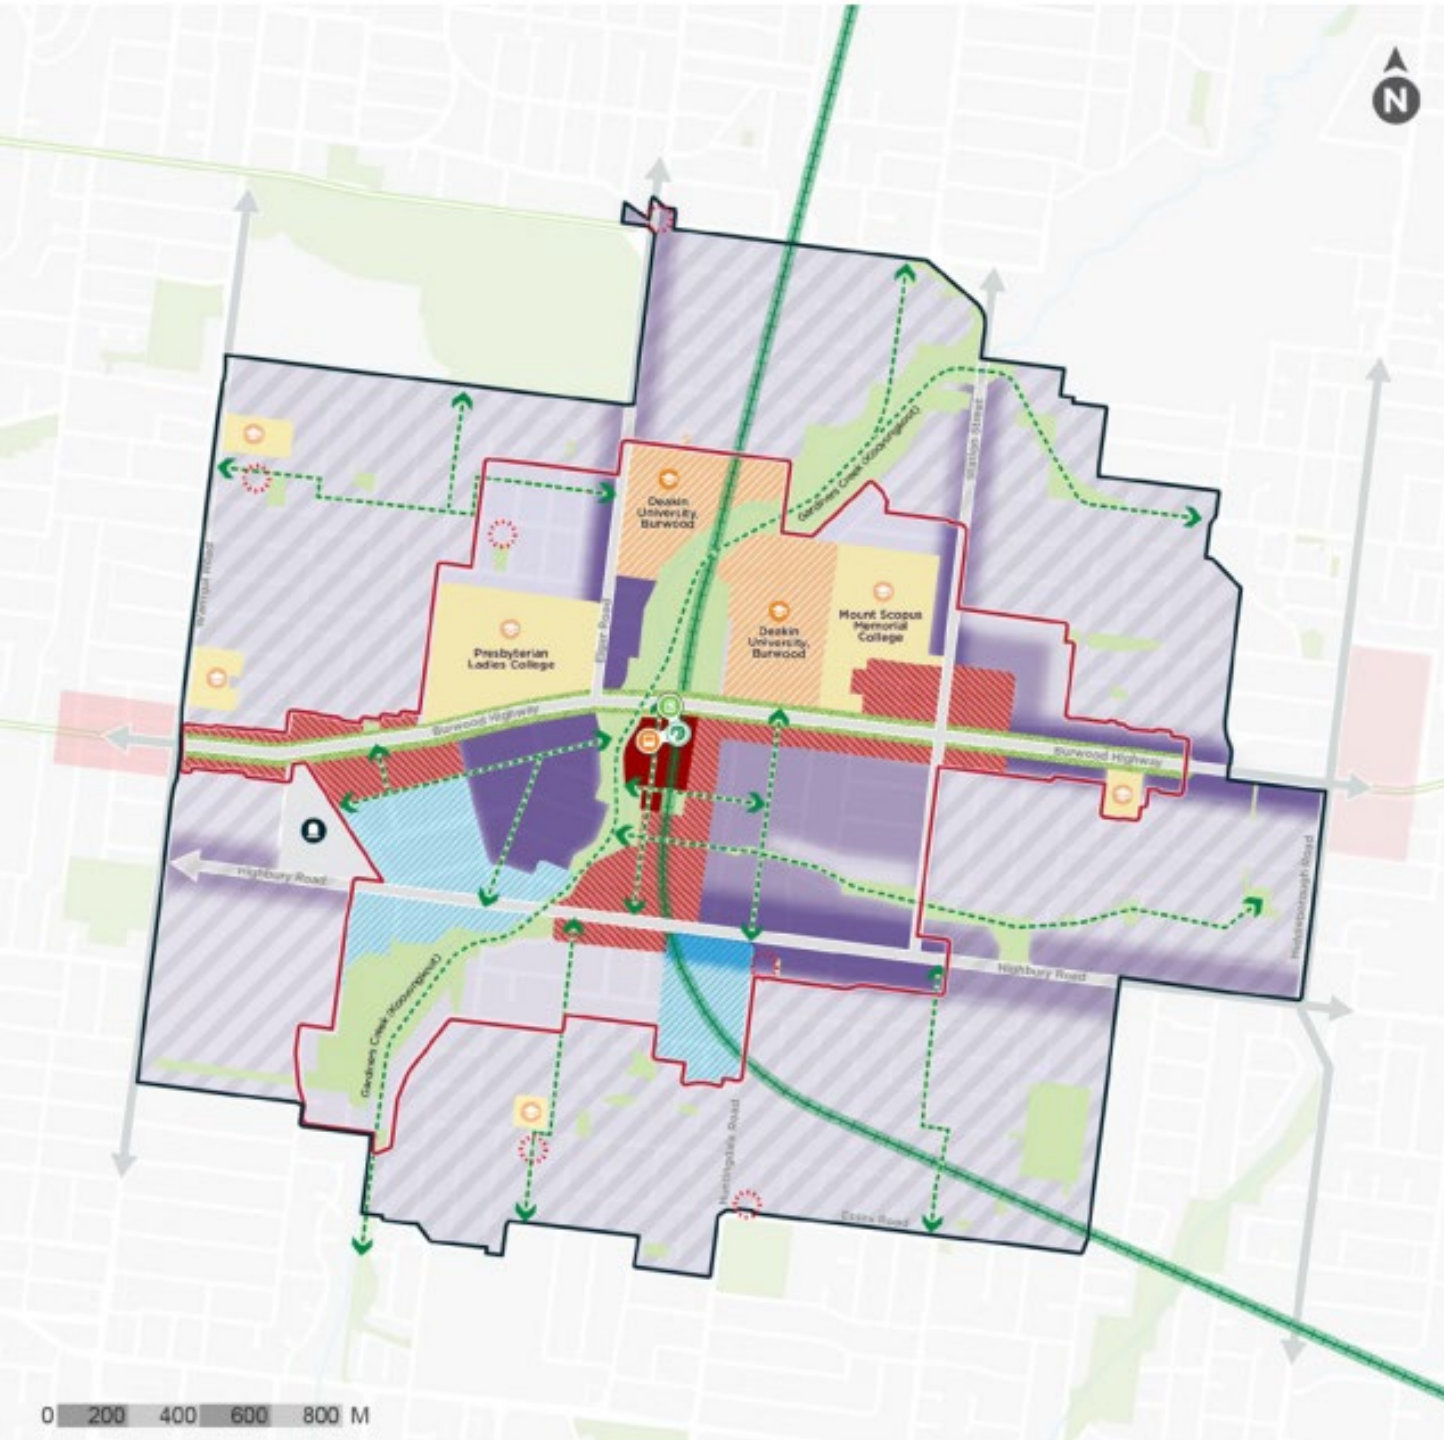 N
Deakin
University,
Burwood
Gardiners Creek (Kooyongkoot)
Station Street
Warrigal Road
Elgar Road
Presbyterian
Ladies College
Deakin
University,
Burwood
Mount Scopus
Memorial
College
Burwood Highway
Burwood Highway
Highbury Road
Highbury Road
Middleborough Road
Gardiners Creek (Kooyongkoot)
Huntingdale Road
Essex Road
0 200 400 600 800 M